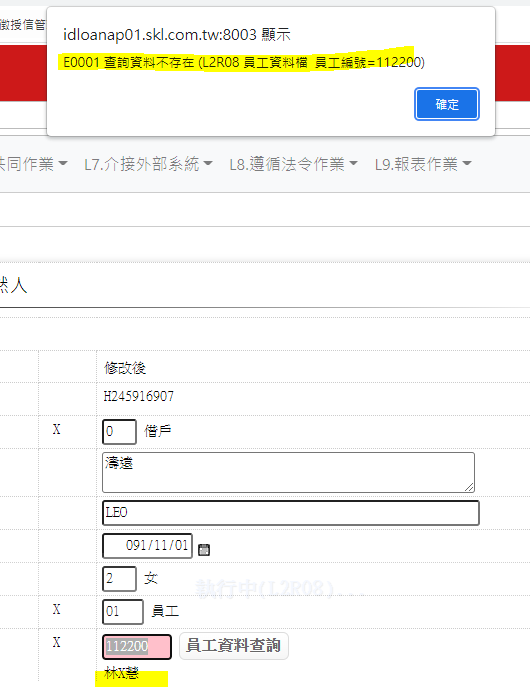 徵授信管
idloanap01.skl.com.tw:8003 顯示
E0001 查詢資料不存在 (L2R08 員工資料檔 員工編號=112200)
確定
共同作業 L7.介接外部系統 L8.遵循法令作業 L9.報表作業
然人
修改後
H245916907
X 0 借戶
濤遠
LEO
091/11/01
2 女
執行中(L2R08)...
X 01 員工
X 112200 員工資料查詢
林X慧